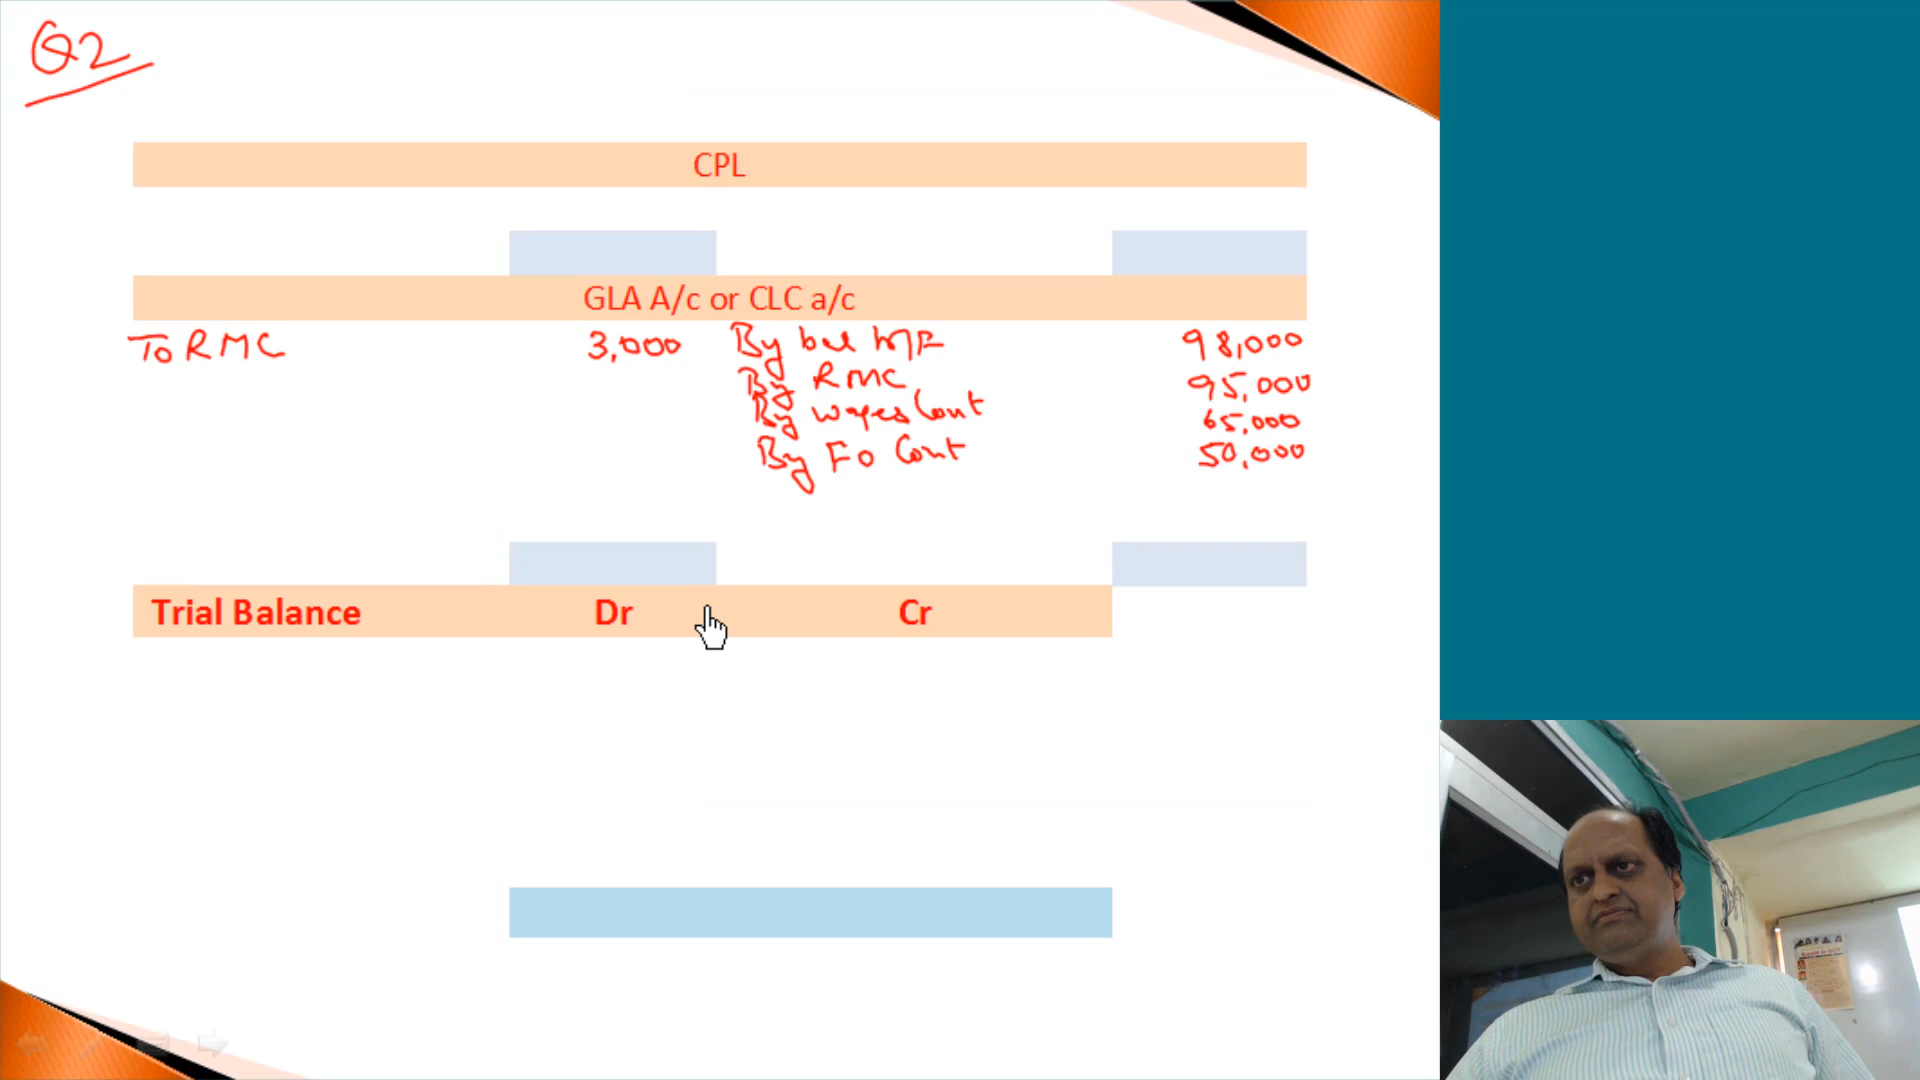 Q2
CPL
GLA A/c or CLC a/c
To RMC 3,000 By bal b/f 98,000
By RMC 95,000
By wages Cont 65,000
By FO Cont 50,000
Trial Balance Dr Cr